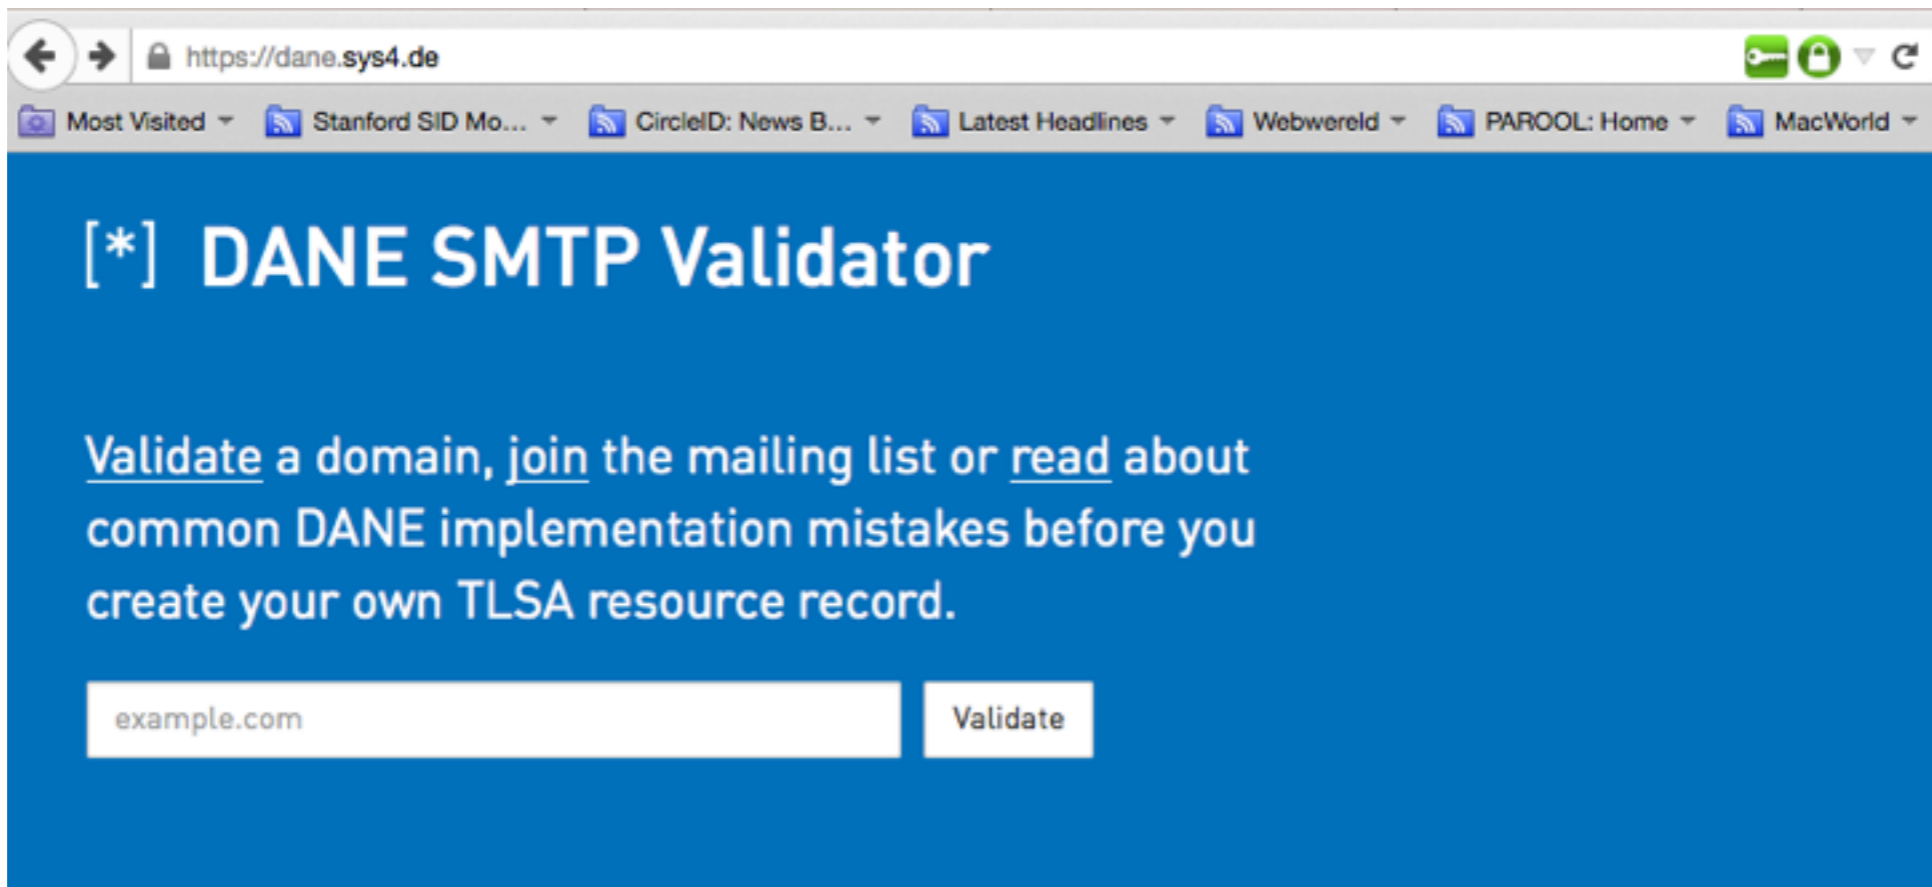 https://dane.sys4.de
Most Visited Stanford SID Mo... CircleID: News B... Latest Headlines Webwereld PAROOL: Home MacWorld
[*] DANE SMTP Validator
Validate a domain, join the mailing list or read about
common DANE implementation mistakes before you
create your own TLSA resource record.
example.com Validate